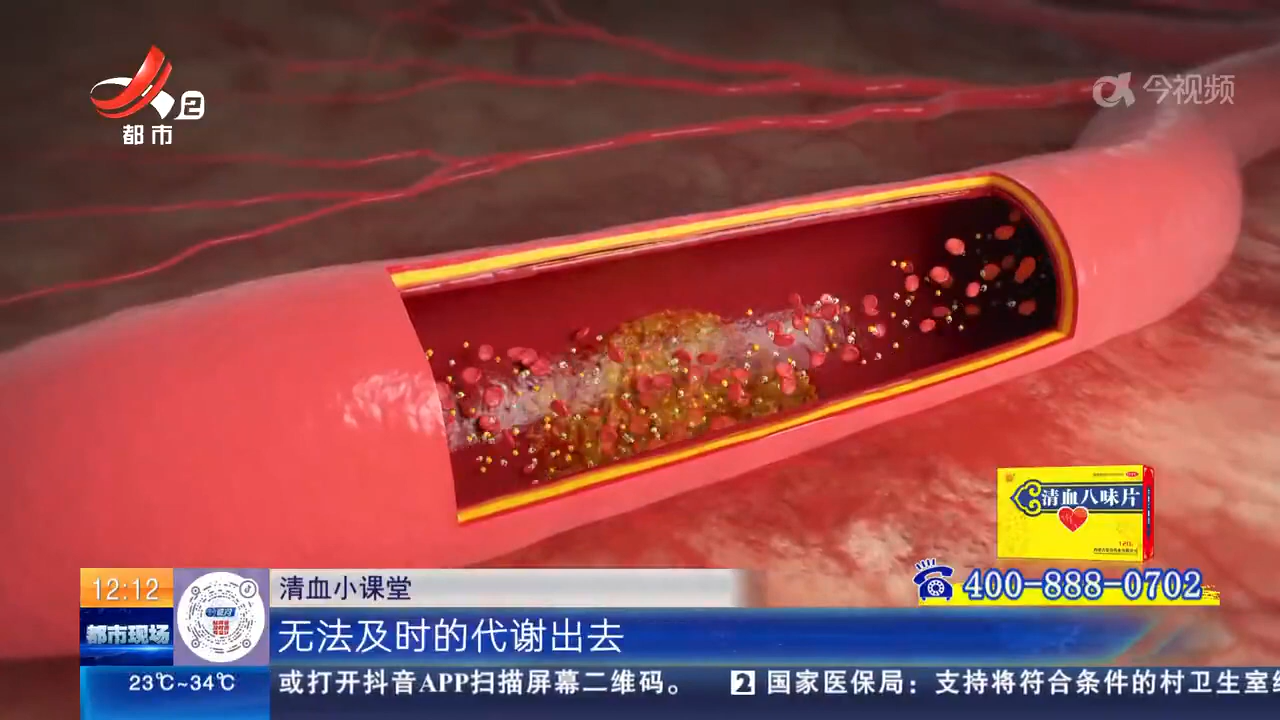 2
都市
今视频
清血八味片
400-888-0702
12:12
清血小课堂
都市现场
无法及时的代谢出去
23℃~34℃
或打开抖音APP扫描屏幕二维码。 2 国家医保局：支持将符合条件的村卫生室